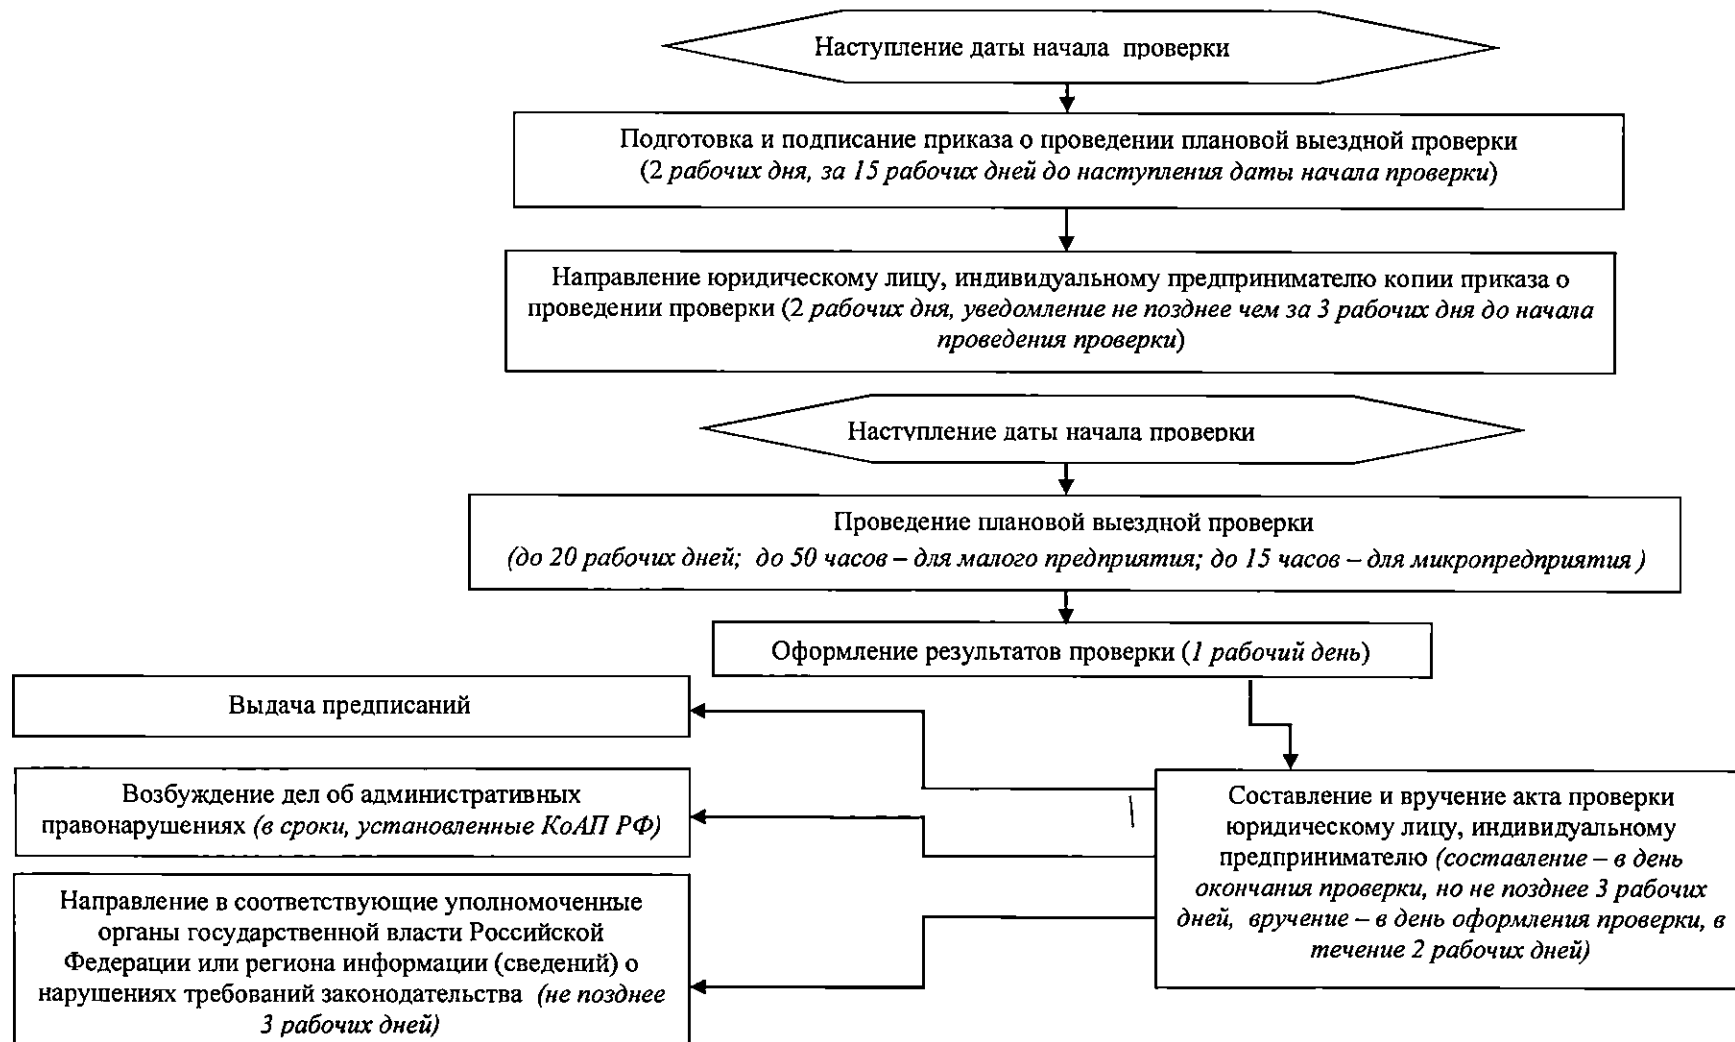 Наступление даты начала проверки
Подготовка и подписание приказа о проведении плановой выездной проверки
(2 рабочих дня, за 15 рабочих дней до наступления даты начала проверки)
Направление юридическому лицу, индивидуальному предпринимателю копии приказа о
проведении проверки (2 рабочих дня, уведомление не позднее чем за 3 рабочих дня до начала
проведения проверки)
Наступление даты начала проверки
Проведение плановой выездной проверки
(до 20 рабочих дней; до 50 часов – для малого предприятия; до 15 часов – для микропредприятия )
Оформление результатов проверки (1 рабочий день)
Выдача предписаний
Возбуждение дел об административных
правонарушениях (в сроки, установленные КоАП РФ)
Направление в соответствующие уполномоченные
органы государственной власти Российской
Федерации или региона информации (сведений) о
нарушениях требований законодательства (не позднее
3 рабочих дней)
Составление и вручение акта проверки
юридическому лицу, индивидуальному
предпринимателю (составление – в день
окончания проверки, но не позднее 3 рабочих
дней, вручение – в день оформления проверки, в
течение 2 рабочих дней)